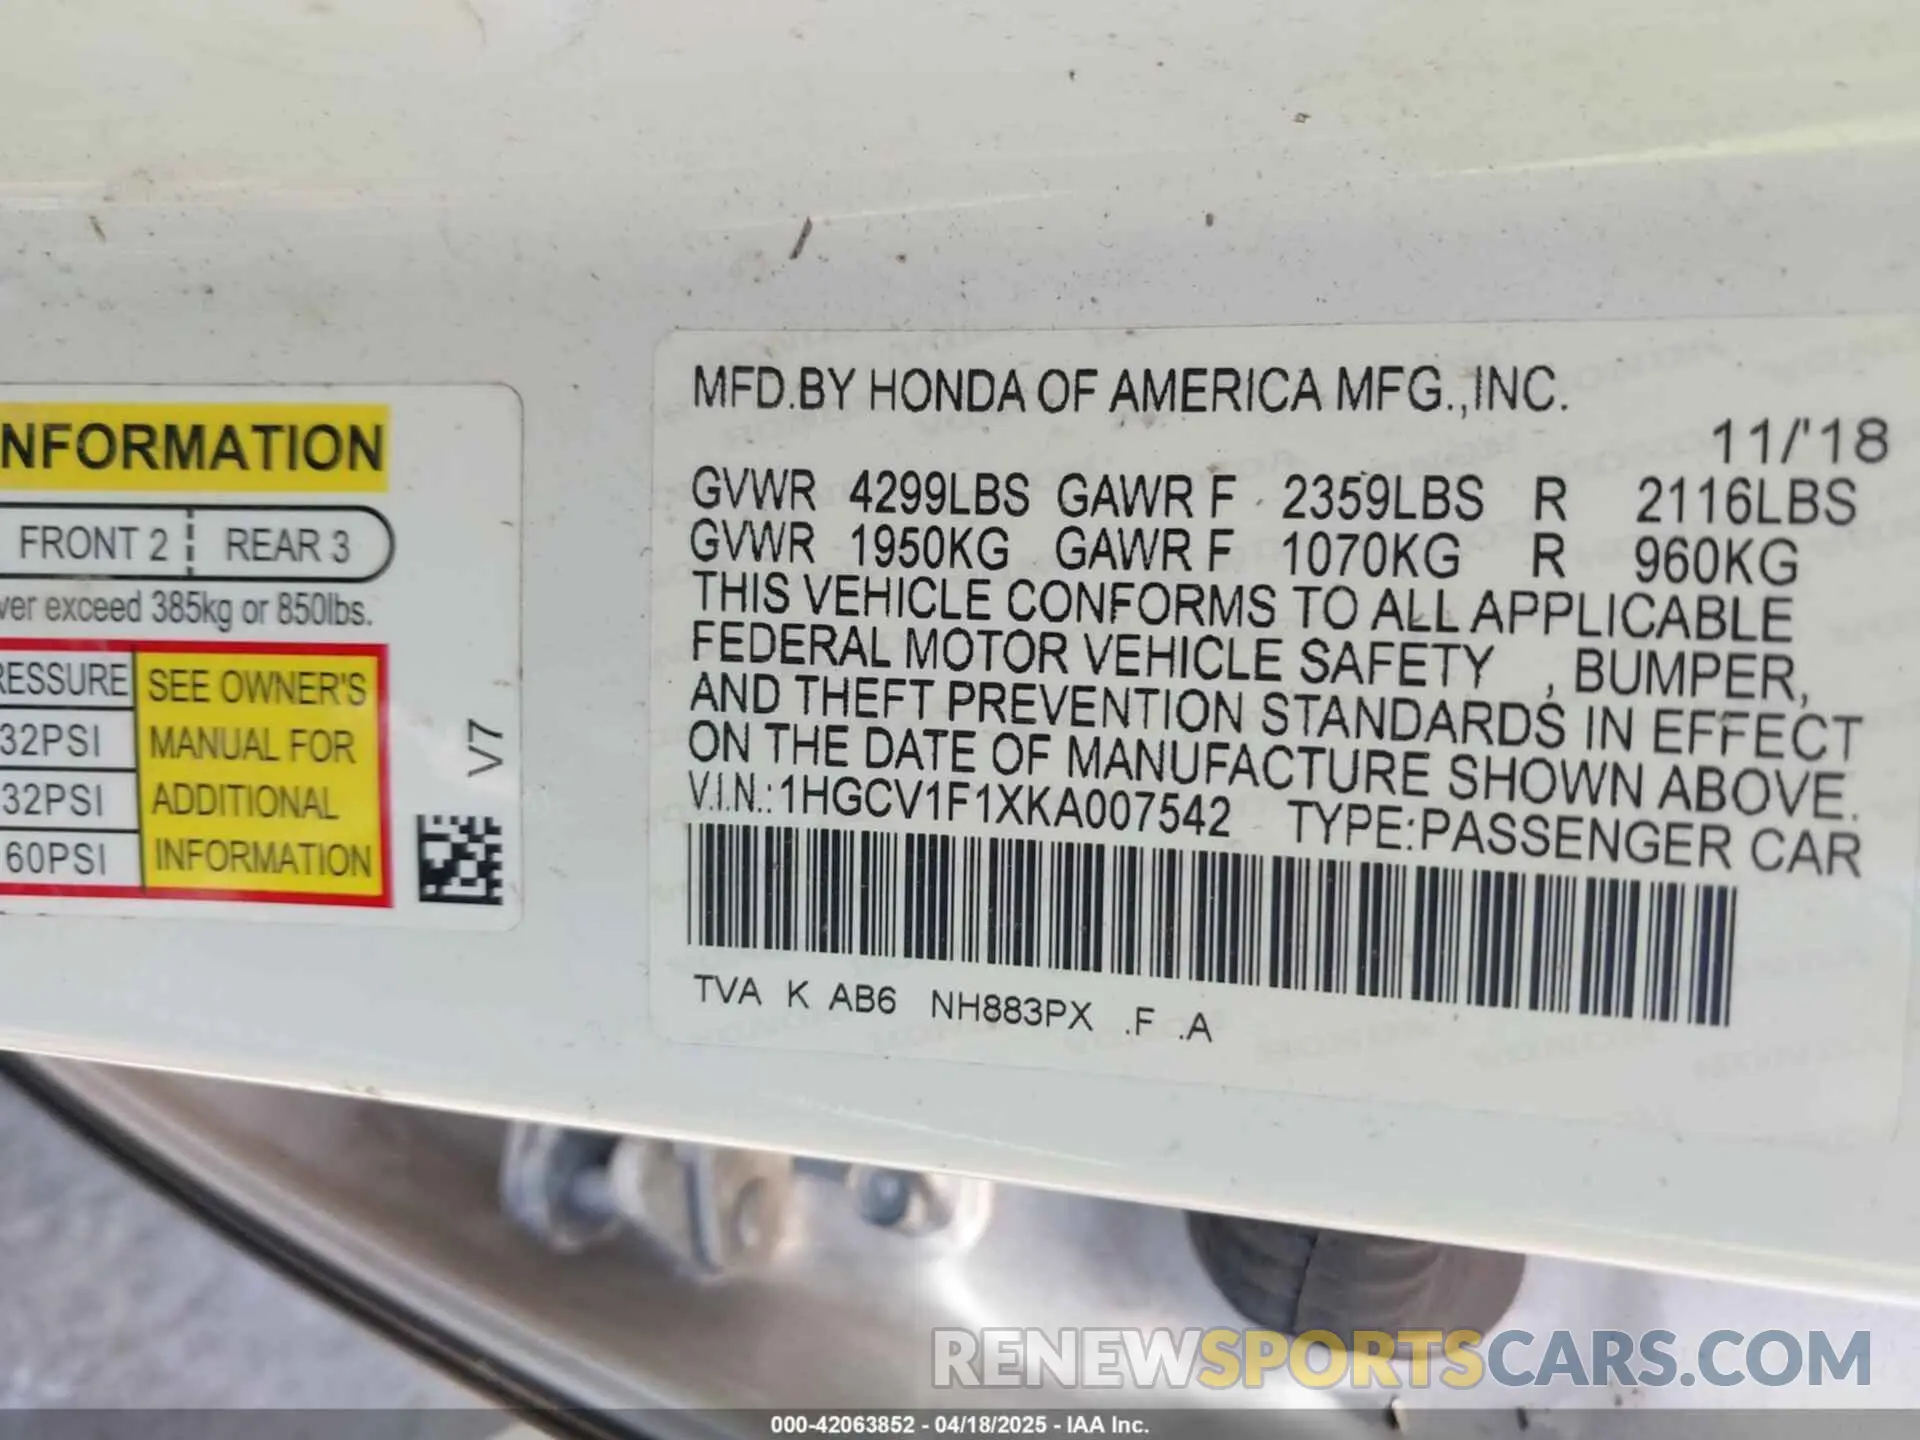 NFORMATION
FRONT 2 REAR 3
ver exceed 385kg or 850lbs.
RESSURE SEE OWNER'S
32PSI MANUAL FOR
32PSI ADDITIONAL
60PSI INFORMATION
V7
MFD.BY HONDA OF AMERICA MFG.,INC.
11/'18
GVWR 4299LBS GAWR F 2359LBS R 2116LBS
GVWR 1950KG GAWR F 1070KG R 960KG
THIS VEHICLE CONFORMS TO ALL APPLICABLE
FEDERAL MOTOR VEHICLE SAFETY , BUMPER,
AND THEFT PREVENTION STANDARDS IN EFFECT
ON THE DATE OF MANUFACTURE SHOWN ABOVE.
V.I.N.:1HGCV1F1XKA007542 TYPE:PASSENGER CAR
TVA K AB6 NH883PX .F .A
RENEWSPORTSCARS.COM
000-42063852 - 04/18/2025 - IAA Inc.